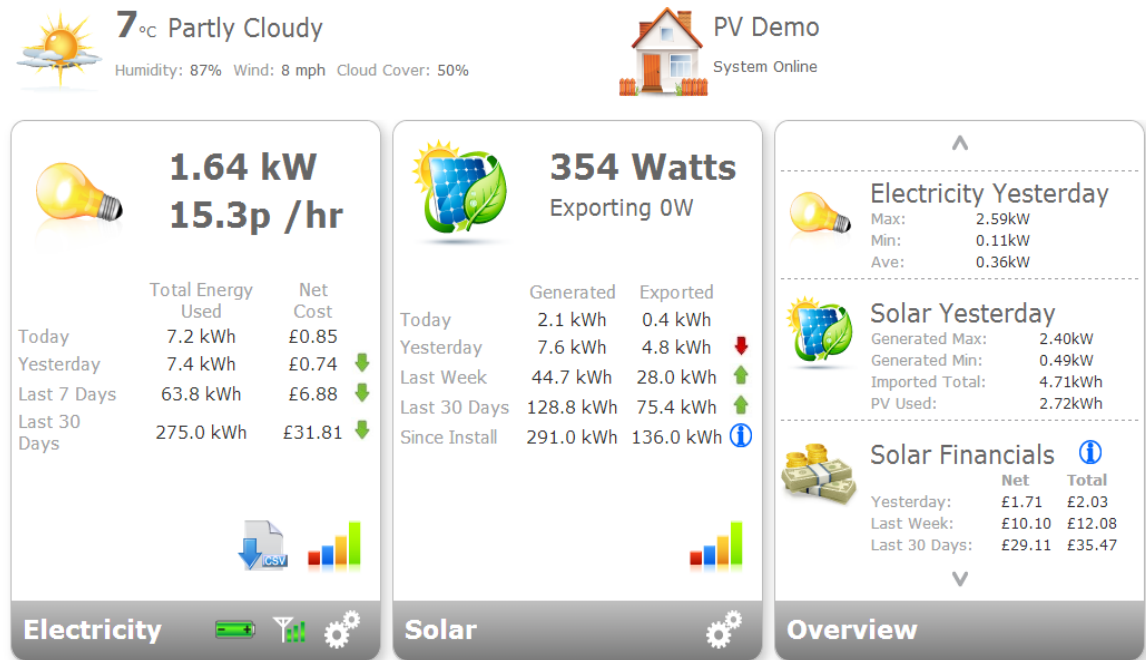 7°C Partly Cloudy
Humidity: 87% Wind: 8 mph Cloud Cover: 50%
PV Demo
System Online
1.64 kW
15.3p /hr
Total Energy Used Net Cost
Today 7.2 kWh £0.85
Yesterday 7.4 kWh £0.74
Last 7 Days 63.8 kWh £6.88
Last 30 Days 275.0 kWh £31.81
CSV
Electricity
354 Watts
Exporting 0W
Generated Exported
Today 2.1 kWh 0.4 kWh
Yesterday 7.6 kWh 4.8 kWh
Last Week 44.7 kWh 28.0 kWh
Last 30 Days 128.8 kWh 75.4 kWh
Since Install 291.0 kWh 136.0 kWh
Solar
Electricity Yesterday
Max: 2.59kW
Min: 0.11kW
Ave: 0.36kW
Solar Yesterday
Generated Max: 2.40kW
Generated Min: 0.49kW
Imported Total: 4.71kWh
PV Used: 2.72kWh
Solar Financials
Net Total
Yesterday: £1.71 £2.03
Last Week: £10.10 £12.08
Last 30 Days: £29.11 £35.47
Overview